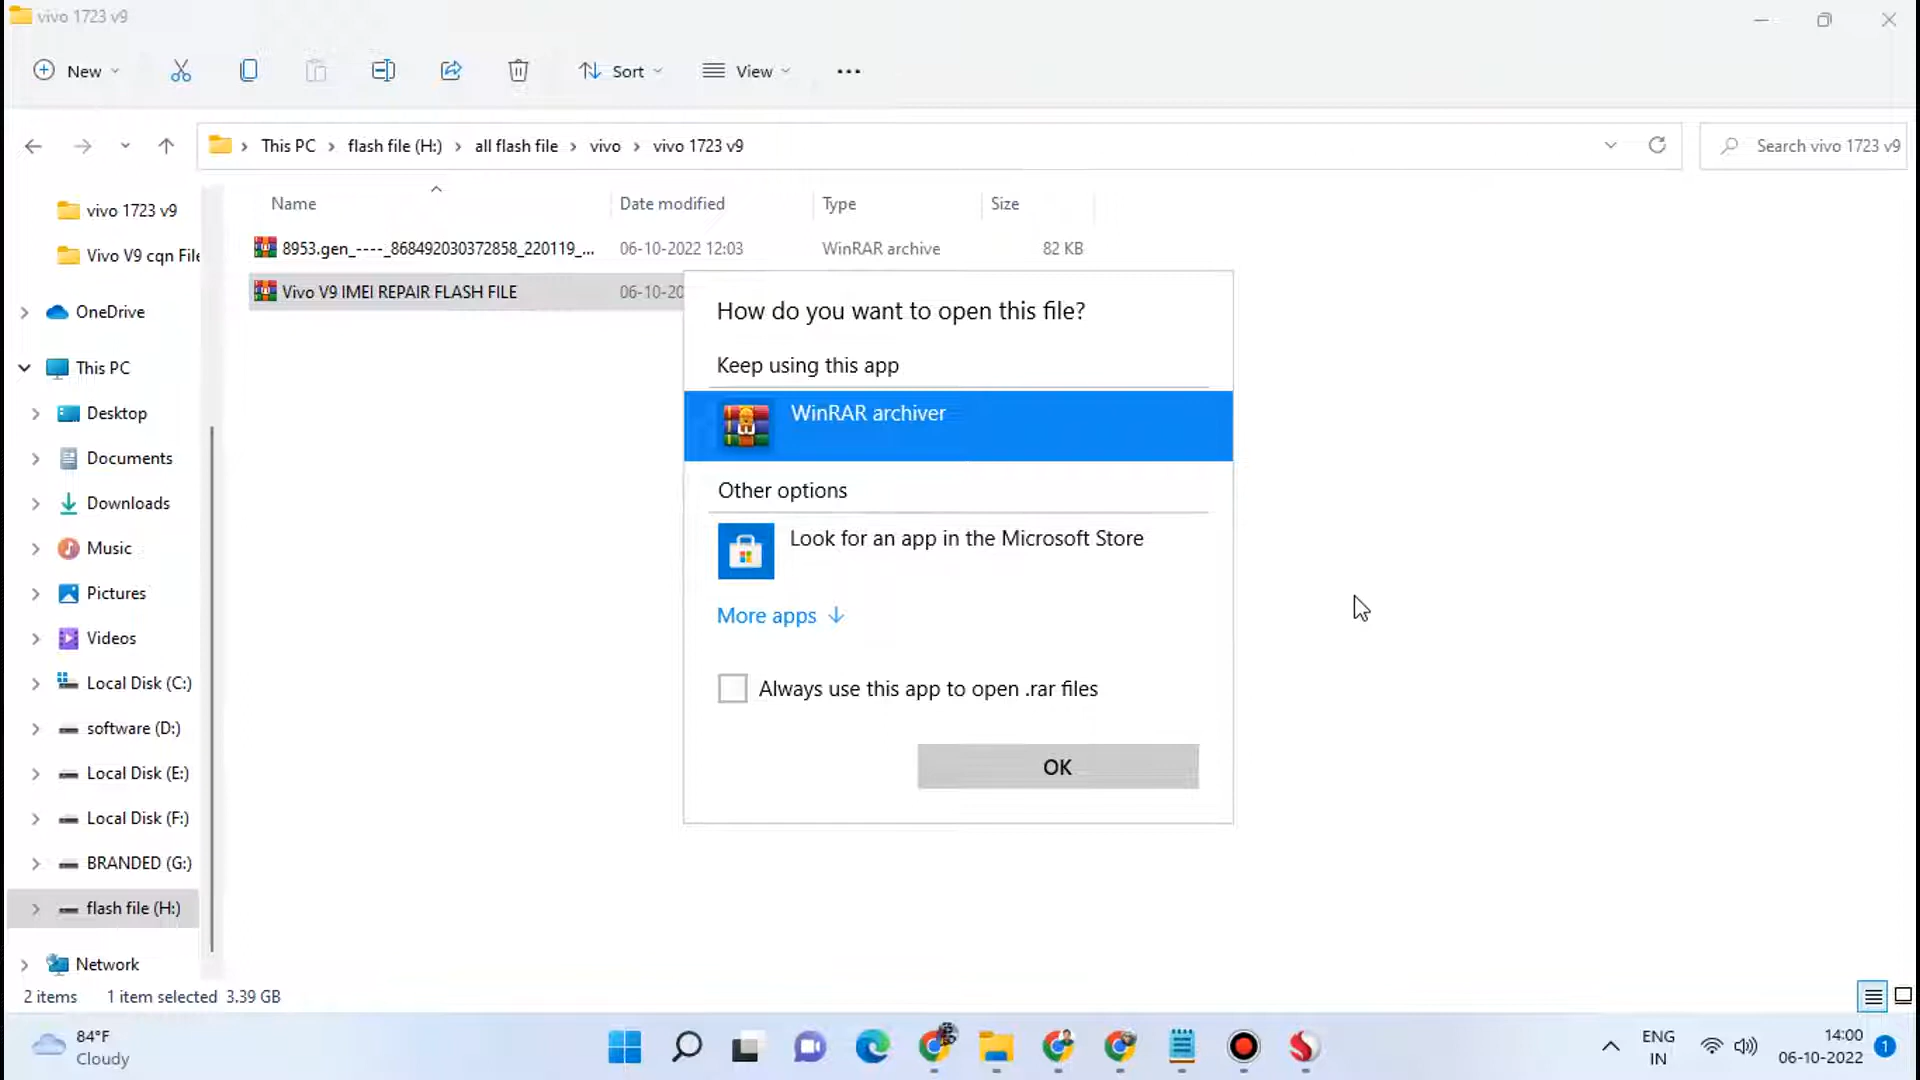 vivo 1723 v9
New
Sort
View
This PC
flash file (H:)
all flash file
vivo
vivo 1723 v9
Search vivo 1723 v9
vivo 1723 v9
Vivo V9 cqn File
OneDrive
This PC
Desktop
Documents
Downloads
Music
Pictures
Videos
Local Disk (C:)
software (D:)
Local Disk (E:)
Local Disk (F:)
BRANDED (G:)
flash file (H:)
Network
Name
Date modified
Type
Size
8953.gen_----_868492030372858_220119_...
06-10-2022 12:03
WinRAR archive
82 KB
Vivo V9 IMEI REPAIR FLASH FILE
06-10-20
How do you want to open this file?
Keep using this app
WinRAR archiver
Other options
Look for an app in the Microsoft Store
More apps
Always use this app to open .rar files
OK
2 items
1 item selected 3.39 GB
84°F
Cloudy
ENG
IN
14:00
06-10-2022
1